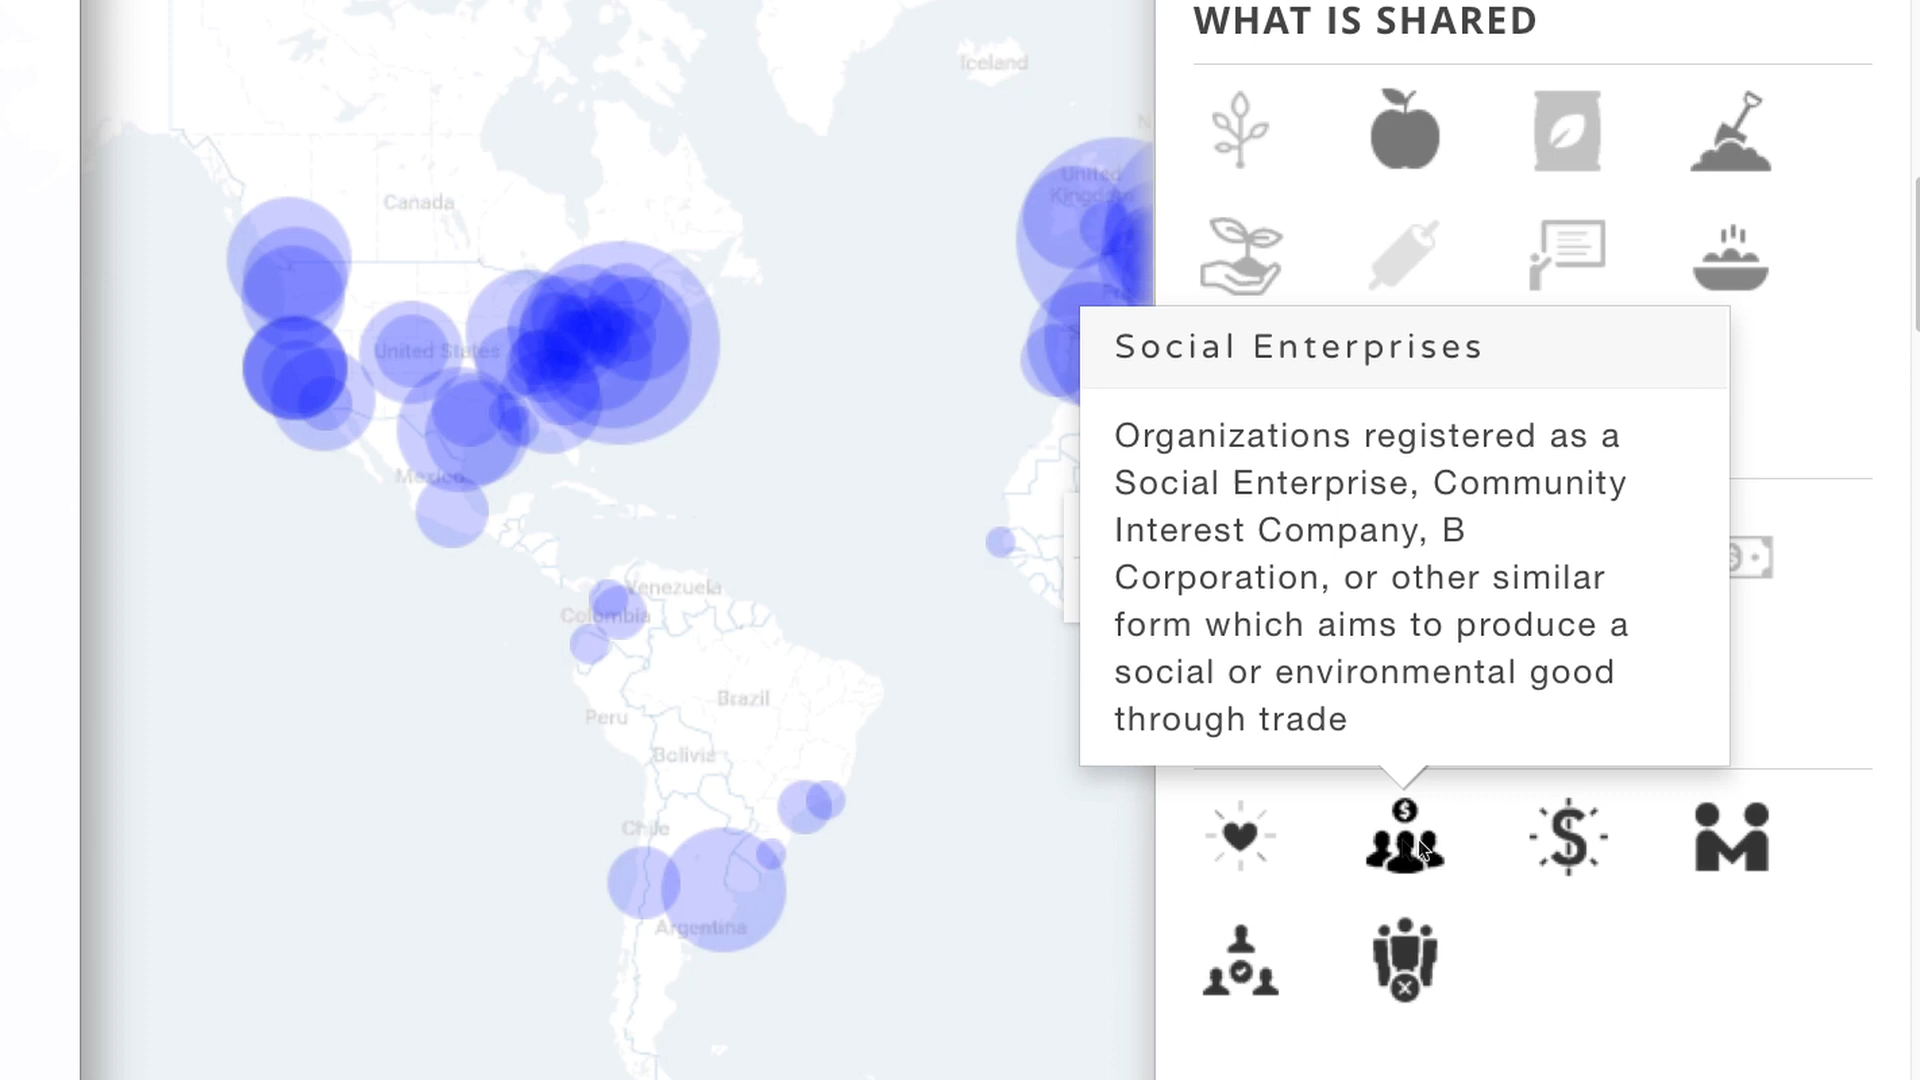 WHAT IS SHARED
Iceland
United
Kingdom
Canada
United States
Mexico
Venezuela
Colombia
Brazil
Peru
Bolivia
Chile
Argentina
Social Enterprises
Organizations registered as a
Social Enterprise, Community
Interest Company, B
Corporation, or other similar
form which aims to produce a
social or environmental good
through trade